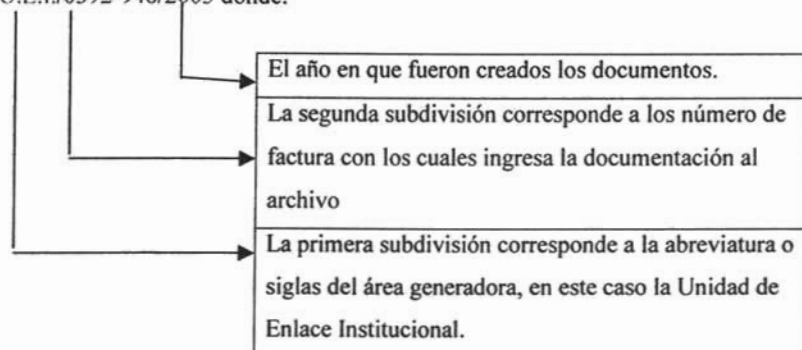 donde:
El año en que fueron creados los documentos.
La segunda subdivisión corresponde a los número de
factura con los cuales ingresa la documentación al
archivo
La primera subdivisión corresponde a la abreviatura o
siglas del área generadora, en este caso la Unidad de
Enlace Institucional.